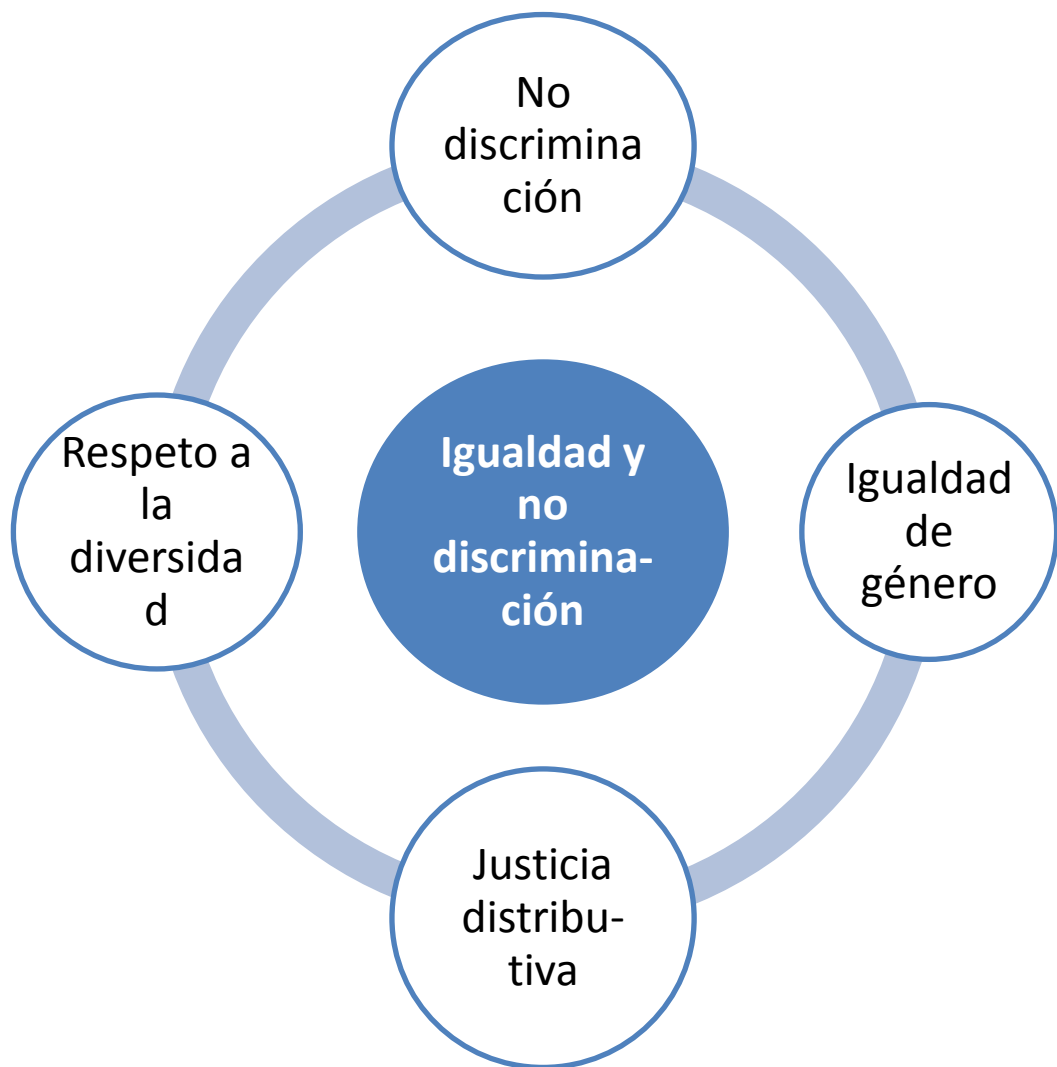 No
discrimina
ción
Respeto a
la
diversida
d
Igualdad y
no
discrimina-
ción
Igualdad
de
género
Justicia
distribu-
tiva